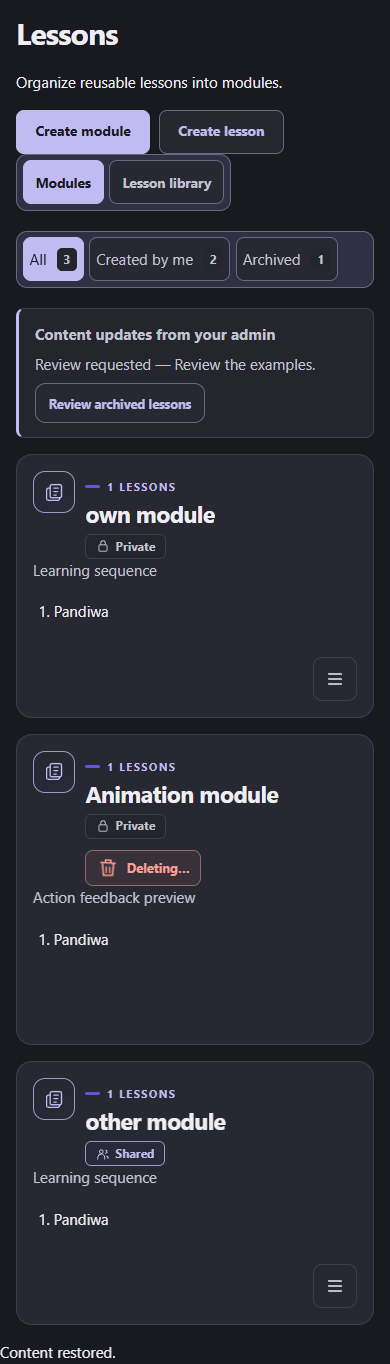 Lessons
Organize reusable lessons into modules.
Create module
Create lesson
Modules
Lesson library
All 3
Created by me 2
Archived 1
Content updates from your admin
Review requested — Review the examples.
Review archived lessons
1 LESSONS
own module
Private
Learning sequence
1. Pandiwa
1 LESSONS
Animation module
Private
Deleting...
Action feedback preview
1. Pandiwa
1 LESSONS
other module
Shared
Learning sequence
1. Pandiwa
Content restored.